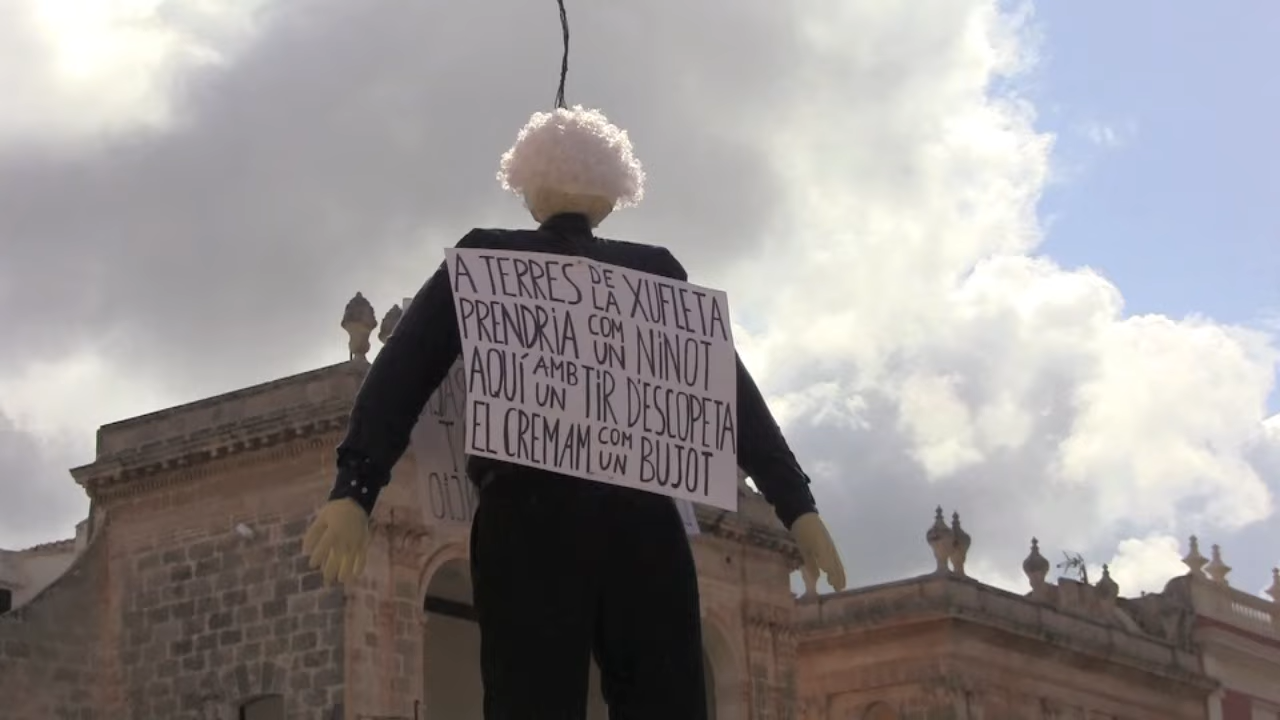 A TERRES DE LA XUFLETA
PRENDRIA COM UN NINOT
AQUÍ AMB UN TIR D'ESCOPETA
EL CREMAM COM UN BUJOT